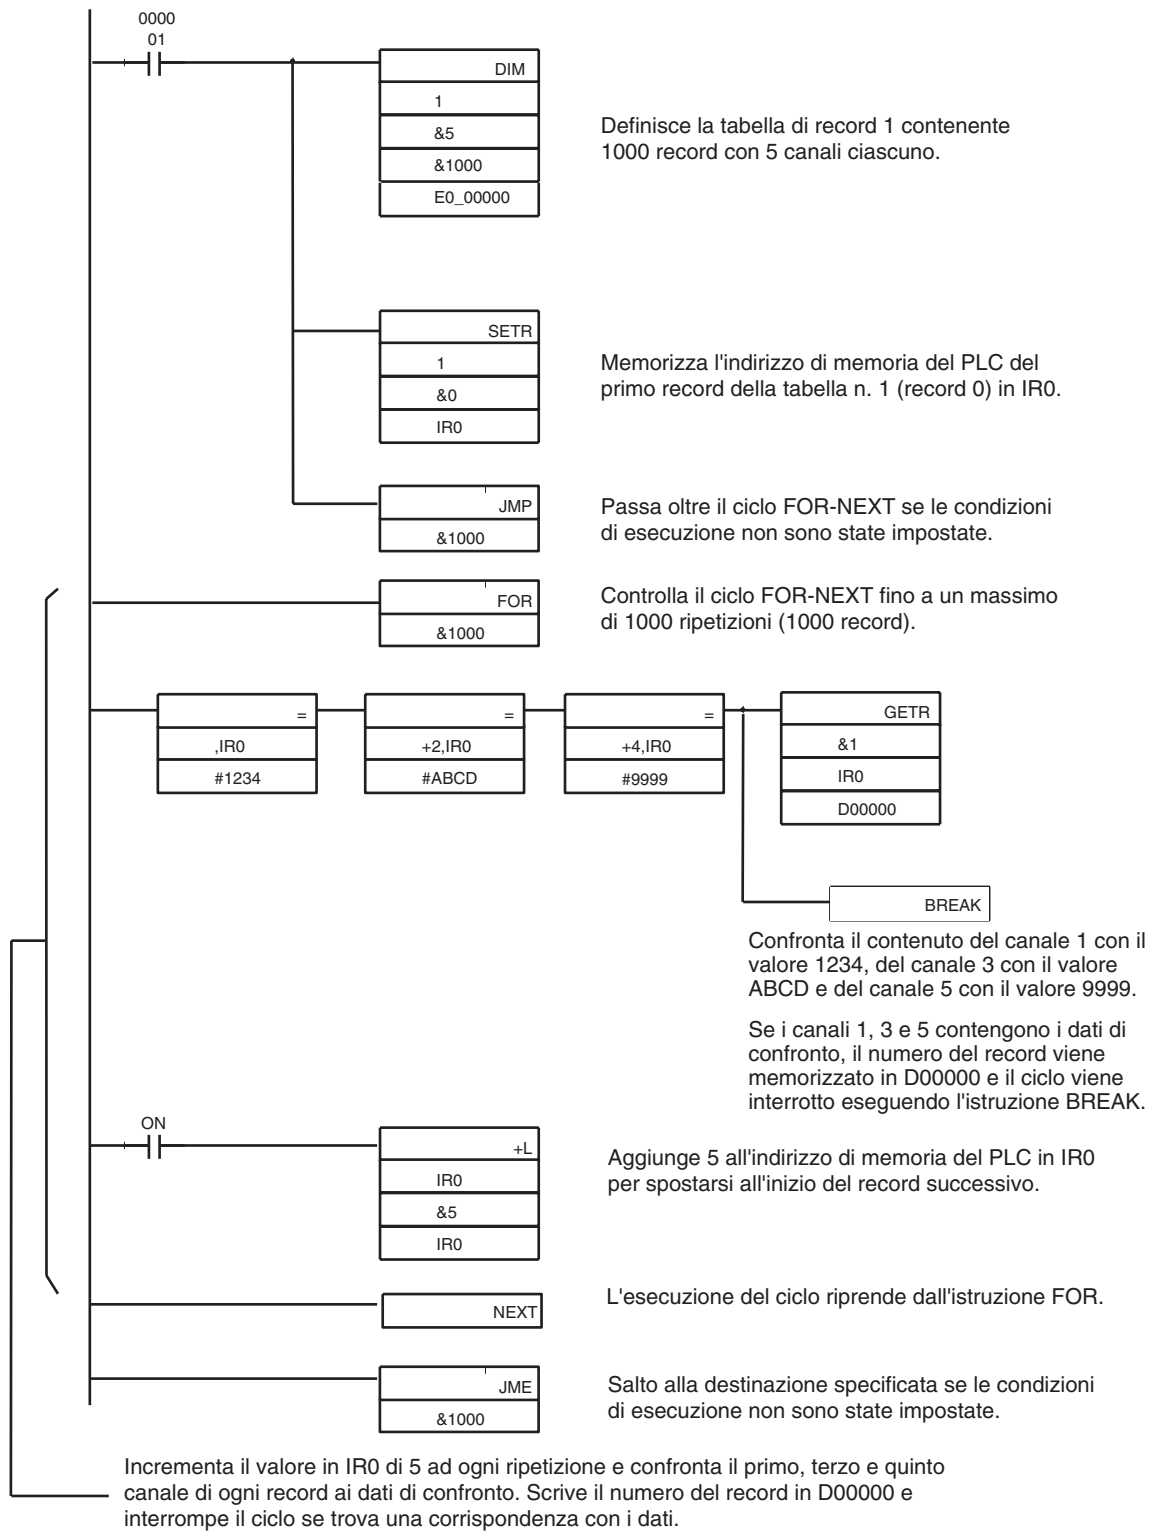 0000
01
DIM
1
&5
&1000
E0_00000
Definisce la tabella di record 1 contenente
1000 record con 5 canali ciascuno.
SETR
1
&0
IR0
Memorizza l'indirizzo di memoria del PLC del
primo record della tabella n. 1 (record 0) in IR0.
JMP
&1000
Passa oltre il ciclo FOR-NEXT se le condizioni
di esecuzione non sono state impostate.
FOR
&1000
Controlla il ciclo FOR-NEXT fino a un massimo
di 1000 ripetizioni (1000 record).
=
,IR0
#1234
=
+2,IR0
#ABCD
=
+4,IR0
#9999
GETR
&1
IR0
D00000
BREAK
Confronta il contenuto del canale 1 con il
valore 1234, del canale 3 con il valore
ABCD e del canale 5 con il valore 9999.
Se i canali 1, 3 e 5 contengono i dati di
confronto, il numero del record viene
memorizzato in D00000 e il ciclo viene
interrotto eseguendo l'istruzione BREAK.
ON
+L
IR0
&5
IR0
Aggiunge 5 all'indirizzo di memoria del PLC in IR0
per spostarsi all'inizio del record successivo.
NEXT
L'esecuzione del ciclo riprende dall'istruzione FOR.
JME
&1000
Salto alla destinazione specificata se le condizioni
di esecuzione non sono state impostate.
Incrementa il valore in IR0 di 5 ad ogni ripetizione e confronta il primo, terzo e quinto
canale di ogni record ai dati di confronto. Scrive il numero del record in D00000 e
interrompe il ciclo se trova una corrispondenza con i dati.